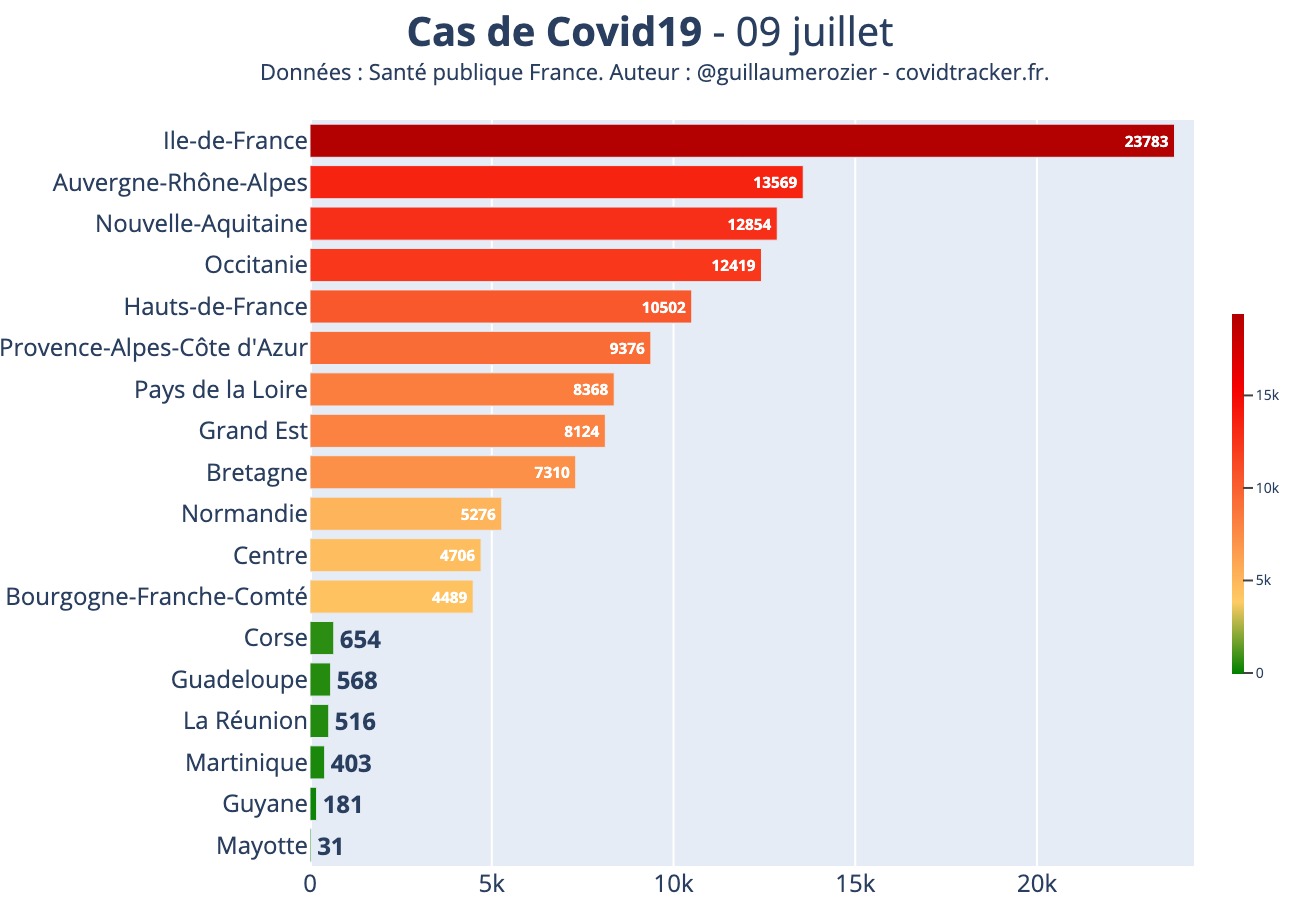 Cas de Covid19 - 09 juillet
Données : Santé publique France. Auteur : @guillaumerozier - covidtracker.fr.
Ile-de-France 23783
Auvergne-Rhône-Alpes 13569
Nouvelle-Aquitaine 12854
Occitanie 12419
Hauts-de-France 10502
Provence-Alpes-Côte d'Azur 9376
Pays de la Loire 8368
Grand Est 8124
Bretagne 7310
Normandie 5276
Centre 4706
Bourgogne-Franche-Comté 4489
Corse 654
Guadeloupe 568
La Réunion 516
Martinique 403
Guyane 181
Mayotte 31
0 5k 10k 15k 20k
15k
10k
5k
0